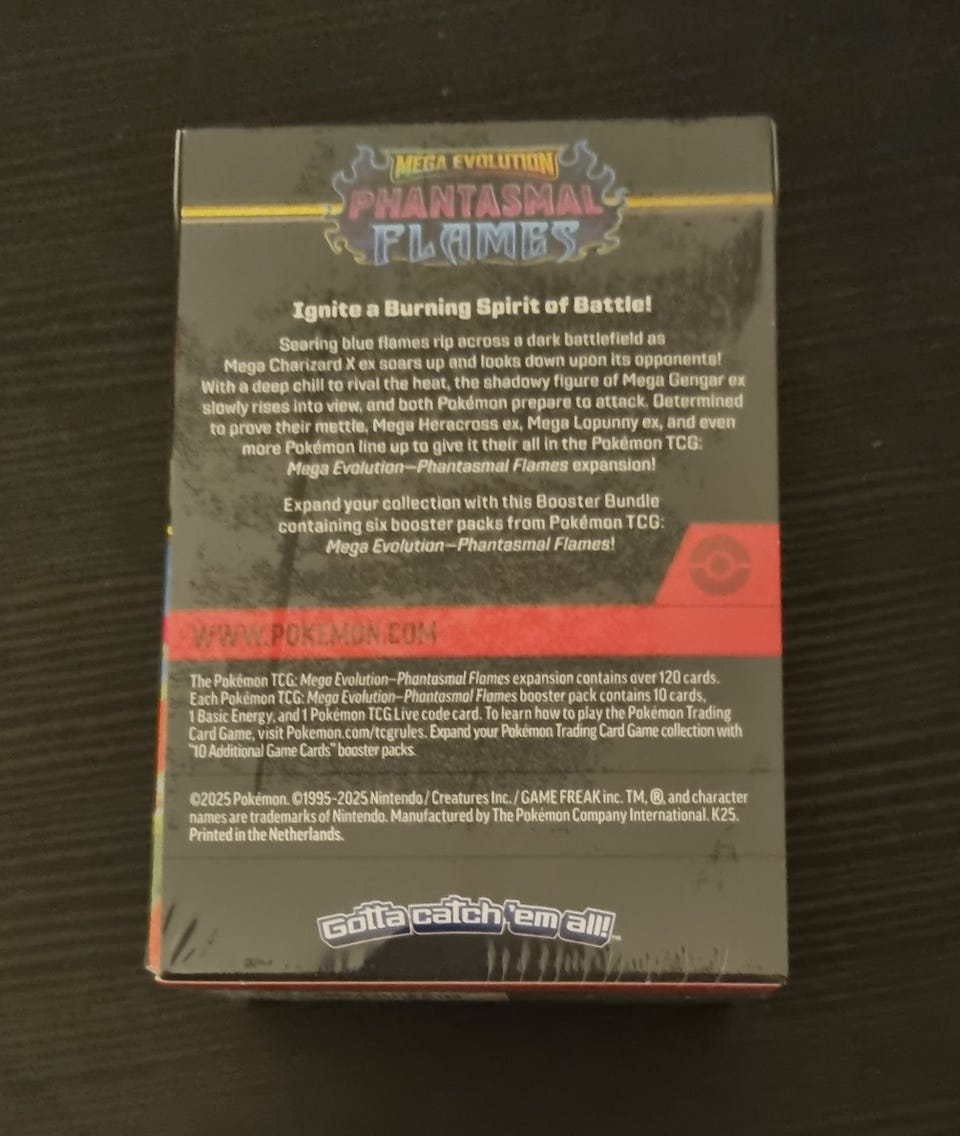 MEGA EVOLUTION
PHANTASMAL
FLAMES
Ignite a Burning Spirit of Battle!
Searing blue flames rip across a dark battlefield as
Mega Charizard X ex soars up and looks down upon its opponents!
With a deep chill to rival the heat, the shadowy figure of Mega Gengar ex
slowly rises into view, and both Pokémon prepare to attack. Determined
to prove their mettle, Mega Heracross ex, Mega Lopunny ex, and even
more Pokémon line up to give it their all in the Pokémon TCG:
Mega Evolution—Phantasmal Flames expansion!
Expand your collection with this Booster Bundle
containing six booster packs from Pokémon TCG:
Mega Evolution—Phantasmal Flames!
WWW.POKEMON.COM
The Pokémon TCG: Mega Evolution—Phantasmal Flames expansion contains over 120 cards.
Each Pokémon TCG: Mega Evolution—Phantasmal Flames booster pack contains 10 cards,
1 Basic Energy, and 1 Pokémon TCG Live code card. To learn how to play the Pokémon Trading
Card Game, visit Pokemon.com/tcgrules. Expand your Pokémon Trading Card Game collection with
"10 Additional Game Cards" booster packs.
©2025 Pokémon. ©1995–2025 Nintendo / Creatures Inc. / GAME FREAK inc. TM, ®, and character
names are trademarks of Nintendo. Manufactured by The Pokémon Company International. K25.
Printed in the Netherlands.
Gotta catch 'em all!™